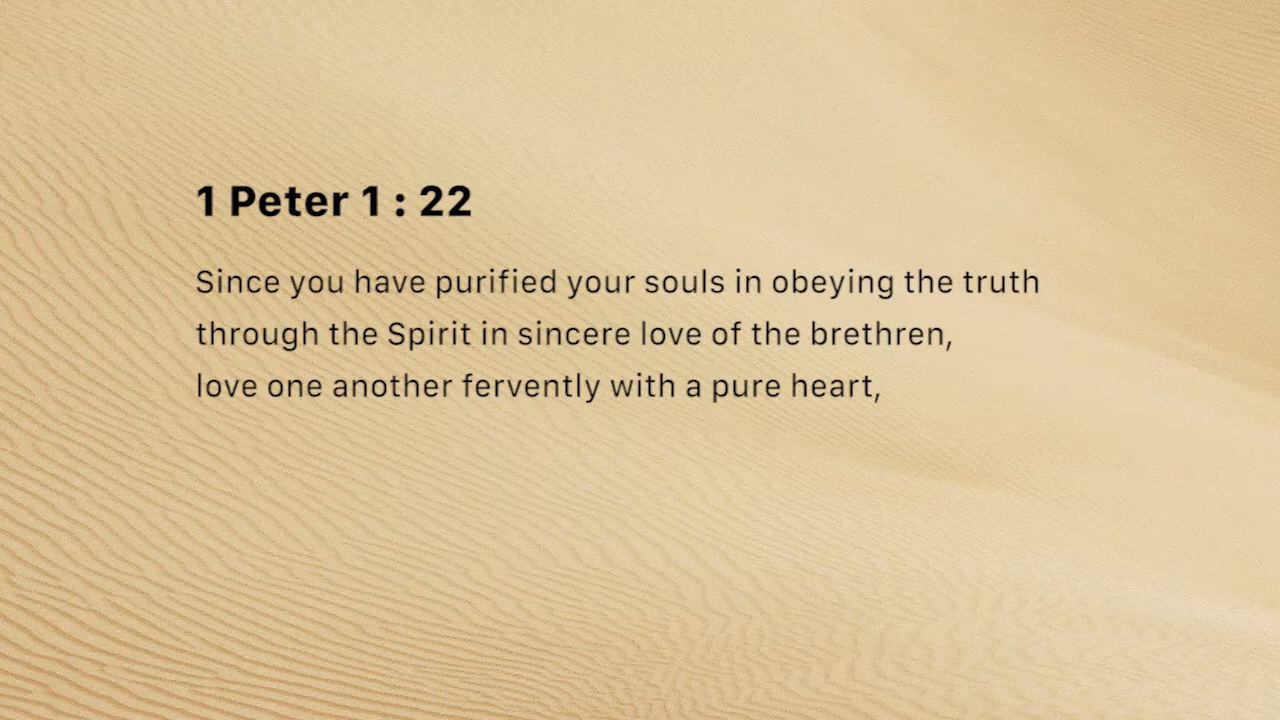 1 Peter 1 : 22
Since you have purified your souls in obeying the truth
through the Spirit in sincere love of the brethren,
love one another fervently with a pure heart,